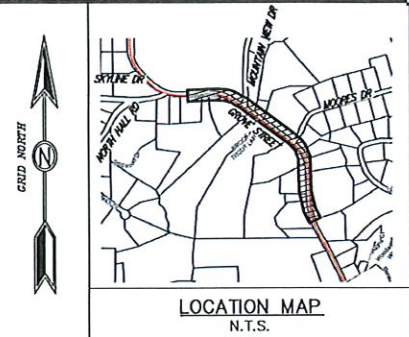 GRID NORTH
N
SKYLINE DR
NORTH HALL RD
MOUNTAIN VIEW DR
MOORES DR
GROVE STREET
LOCATION MAP
N.T.S.